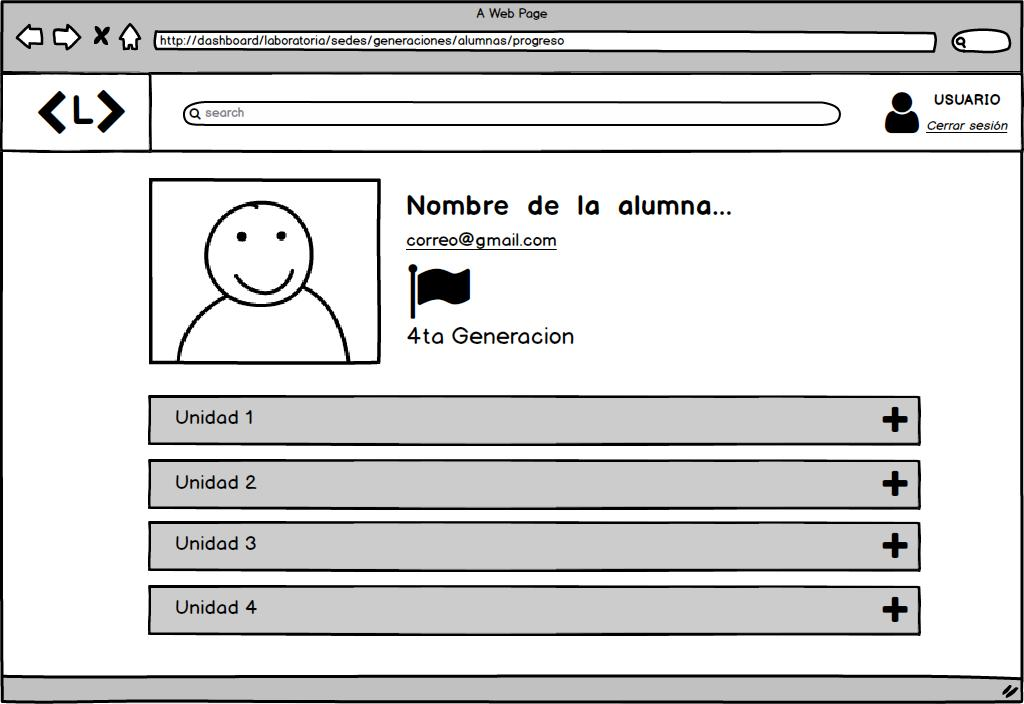 A Web Page
http://dashboard/laboratoria/sedes/generaciones/alumnas/progreso
<L>
search
USUARIO
Cerrar sesión
Nombre de la alumna...
correo@gmail.com
4ta Generacion
Unidad 1
Unidad 2
Unidad 3
Unidad 4